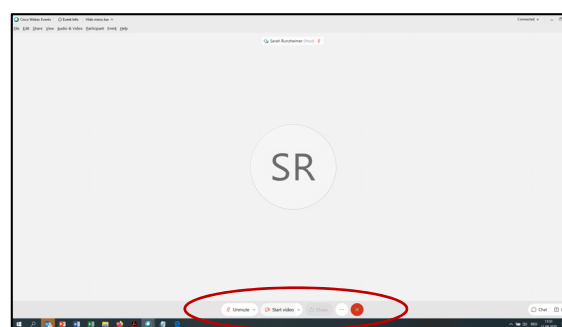 Cisco Webex Events Event Info Hide menu bar
File Edit Share View Audio & Video Participant Event Help
Connected
Sarah Runzheimer (Host)
SR
Unmute Start video Share
Chat